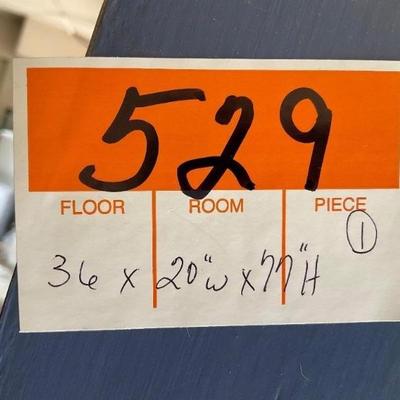 529
FLOOR ROOM PIECE
1
36 x 20"W x 77"H